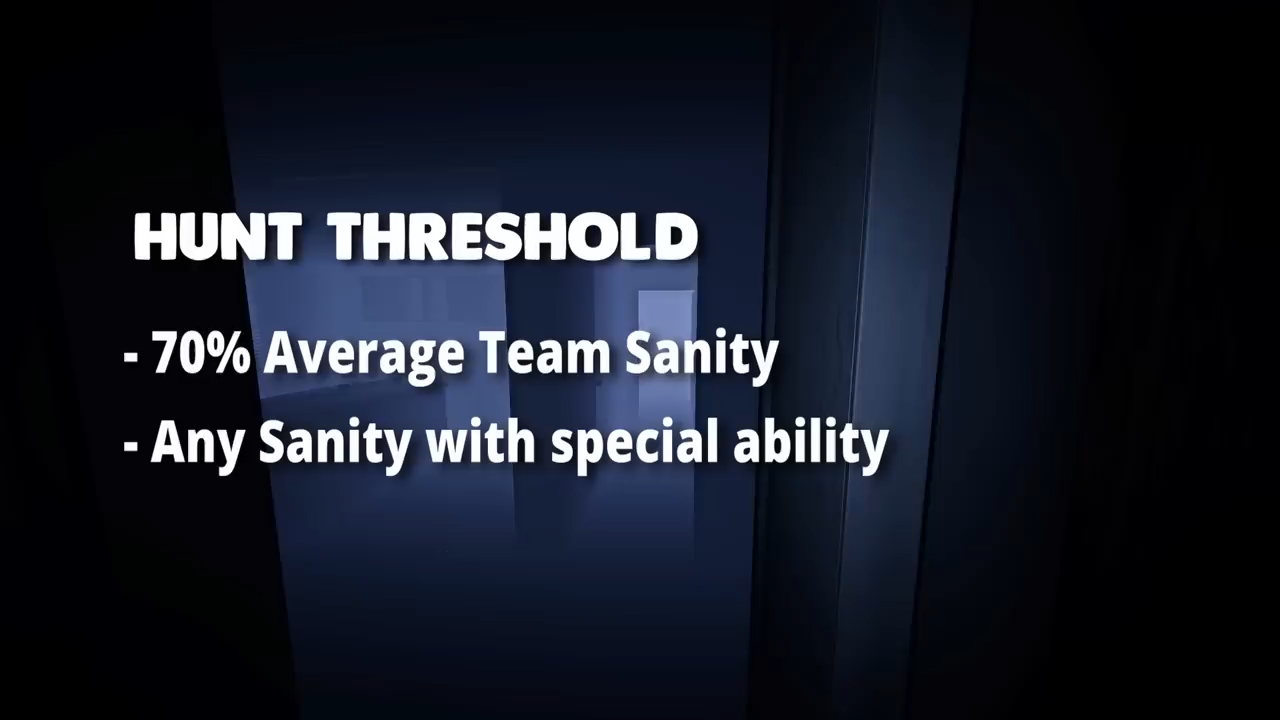 HUNT THRESHOLD
- 70% Average Team Sanity
- Any Sanity with special ability